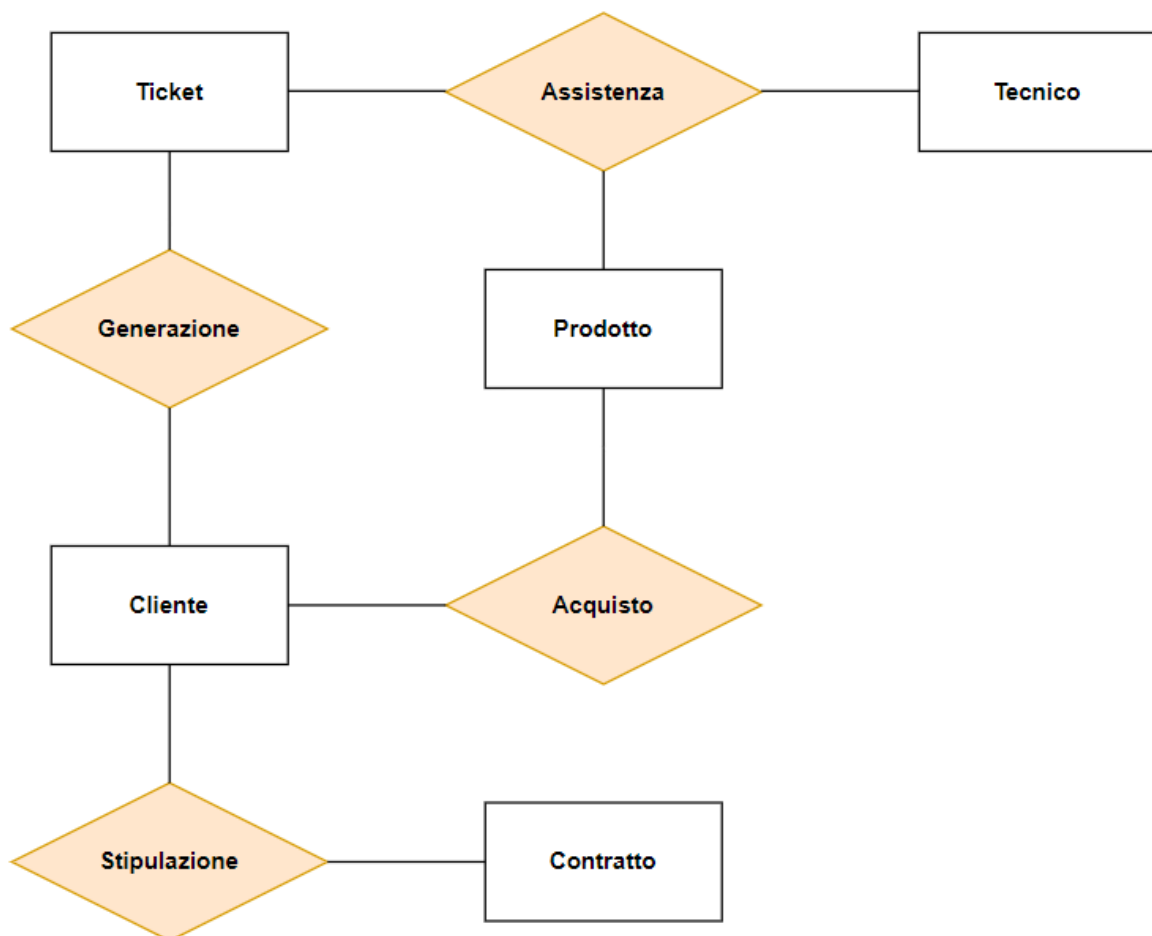 Ticket
Assistenza
Tecnico
Generazione
Prodotto
Cliente
Acquisto
Stipulazione
Contratto